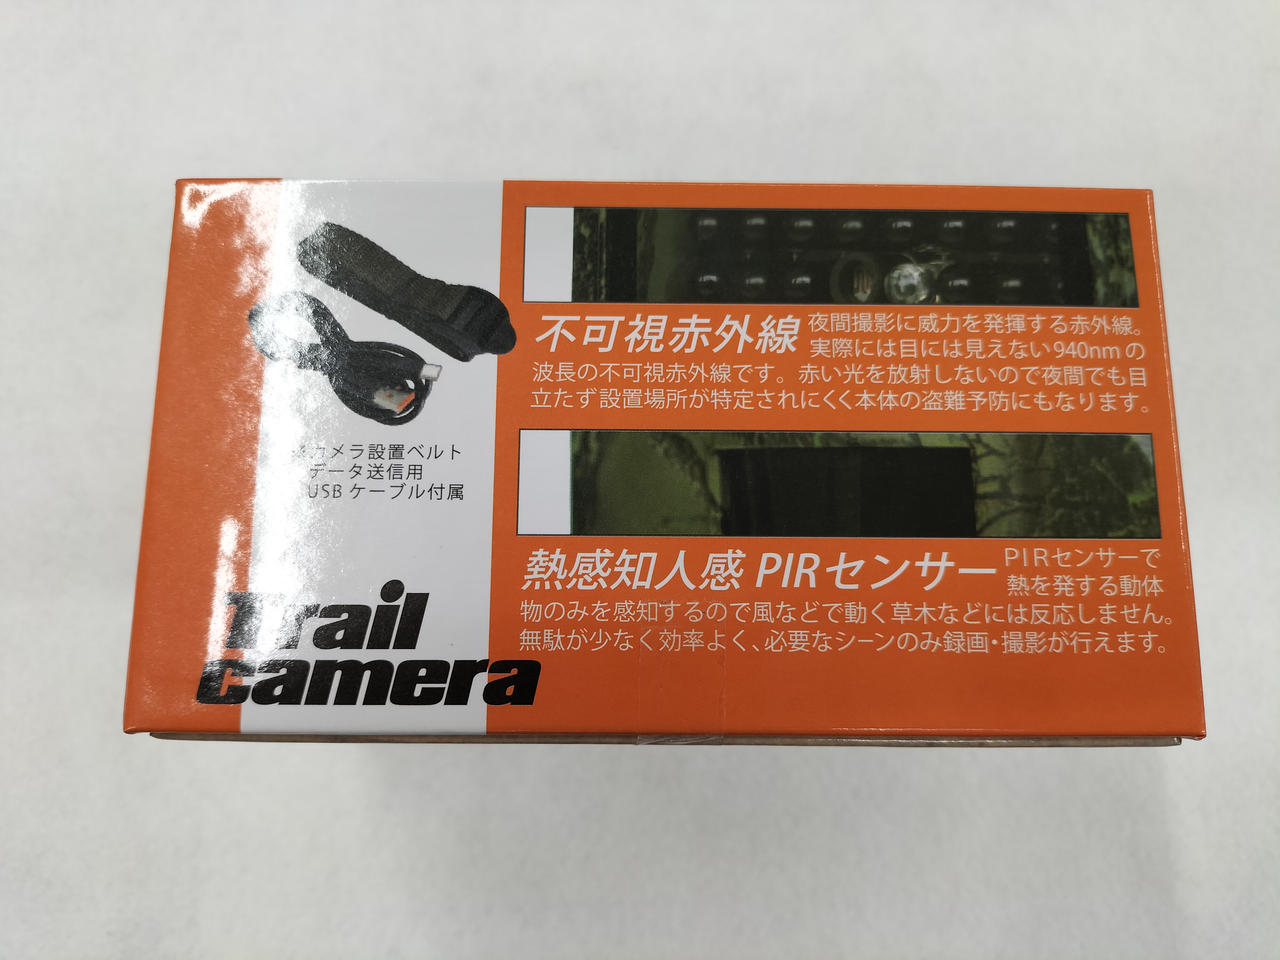 不可視赤外線
夜間撮影に威力を発揮する赤外線。
実際には目には見えない940nmの
波長の不可視赤外線です。赤い光を放射しないので夜間でも目
立たず設置場所が特定されにくく本体の盗難予防にもなります。
カメラ設置ベルト
データ送信用
USBケーブル付属
熱感知人感 PIRセンサー
PIRセンサーで
熱を発する動体
物のみを感知するので風などで動く草木などには反応しません。
無駄が少なく効率よく、必要なシーンのみ録画・撮影が行えます。
Trail
camera